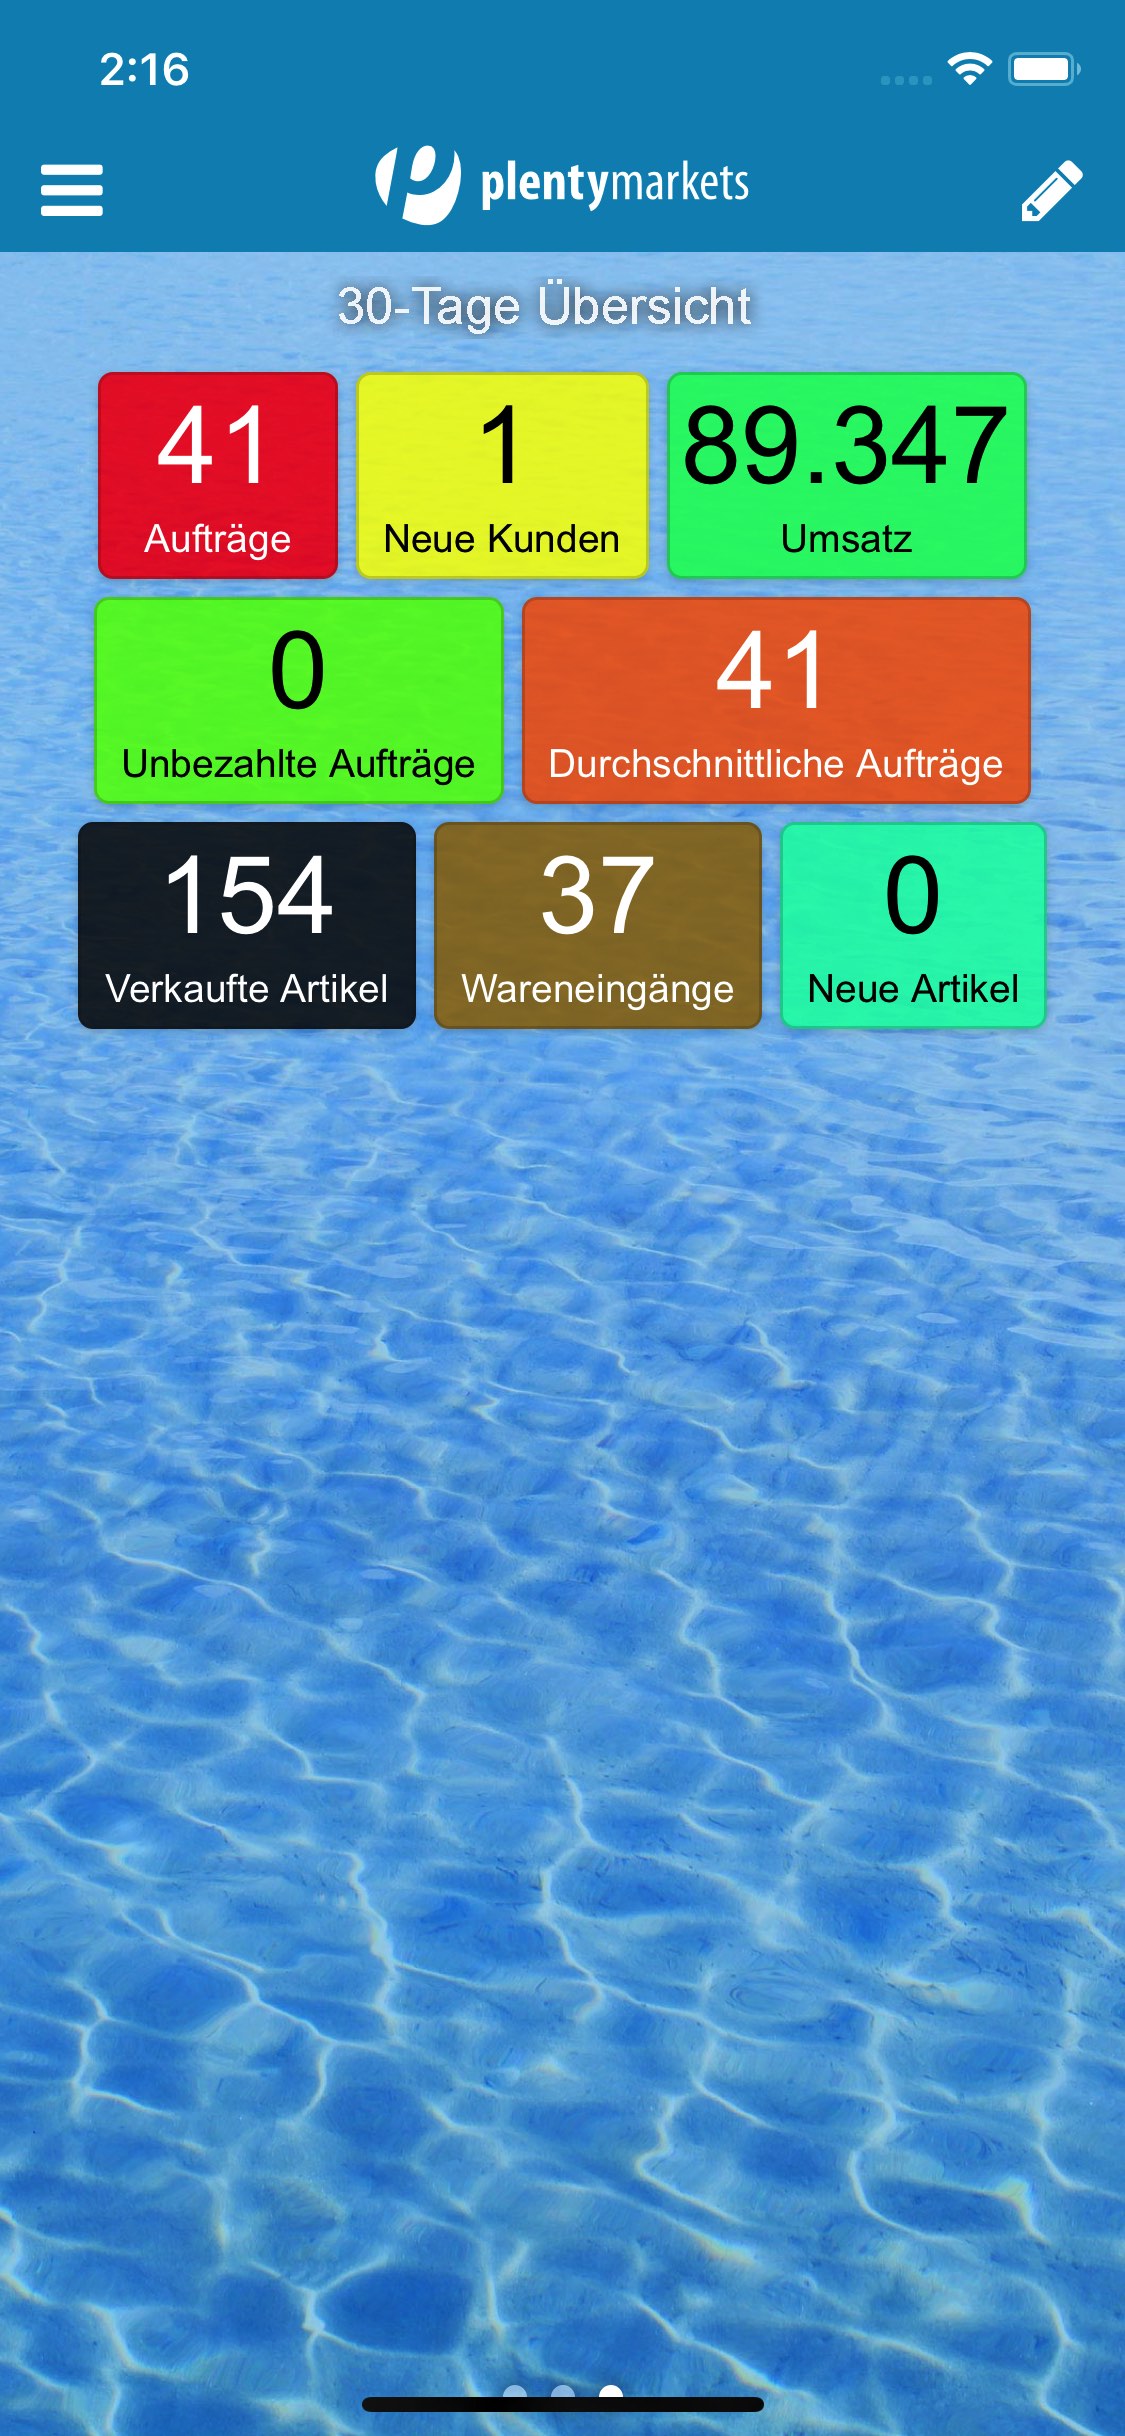 2:16
plentymarkets
30-Tage Übersicht
41
Aufträge
1
Neue Kunden
89.347
Umsatz
0
Unbezahlte Aufträge
41
Durchschnittliche Aufträge
154
Verkaufte Artikel
37
Wareneingänge
0
Neue Artikel